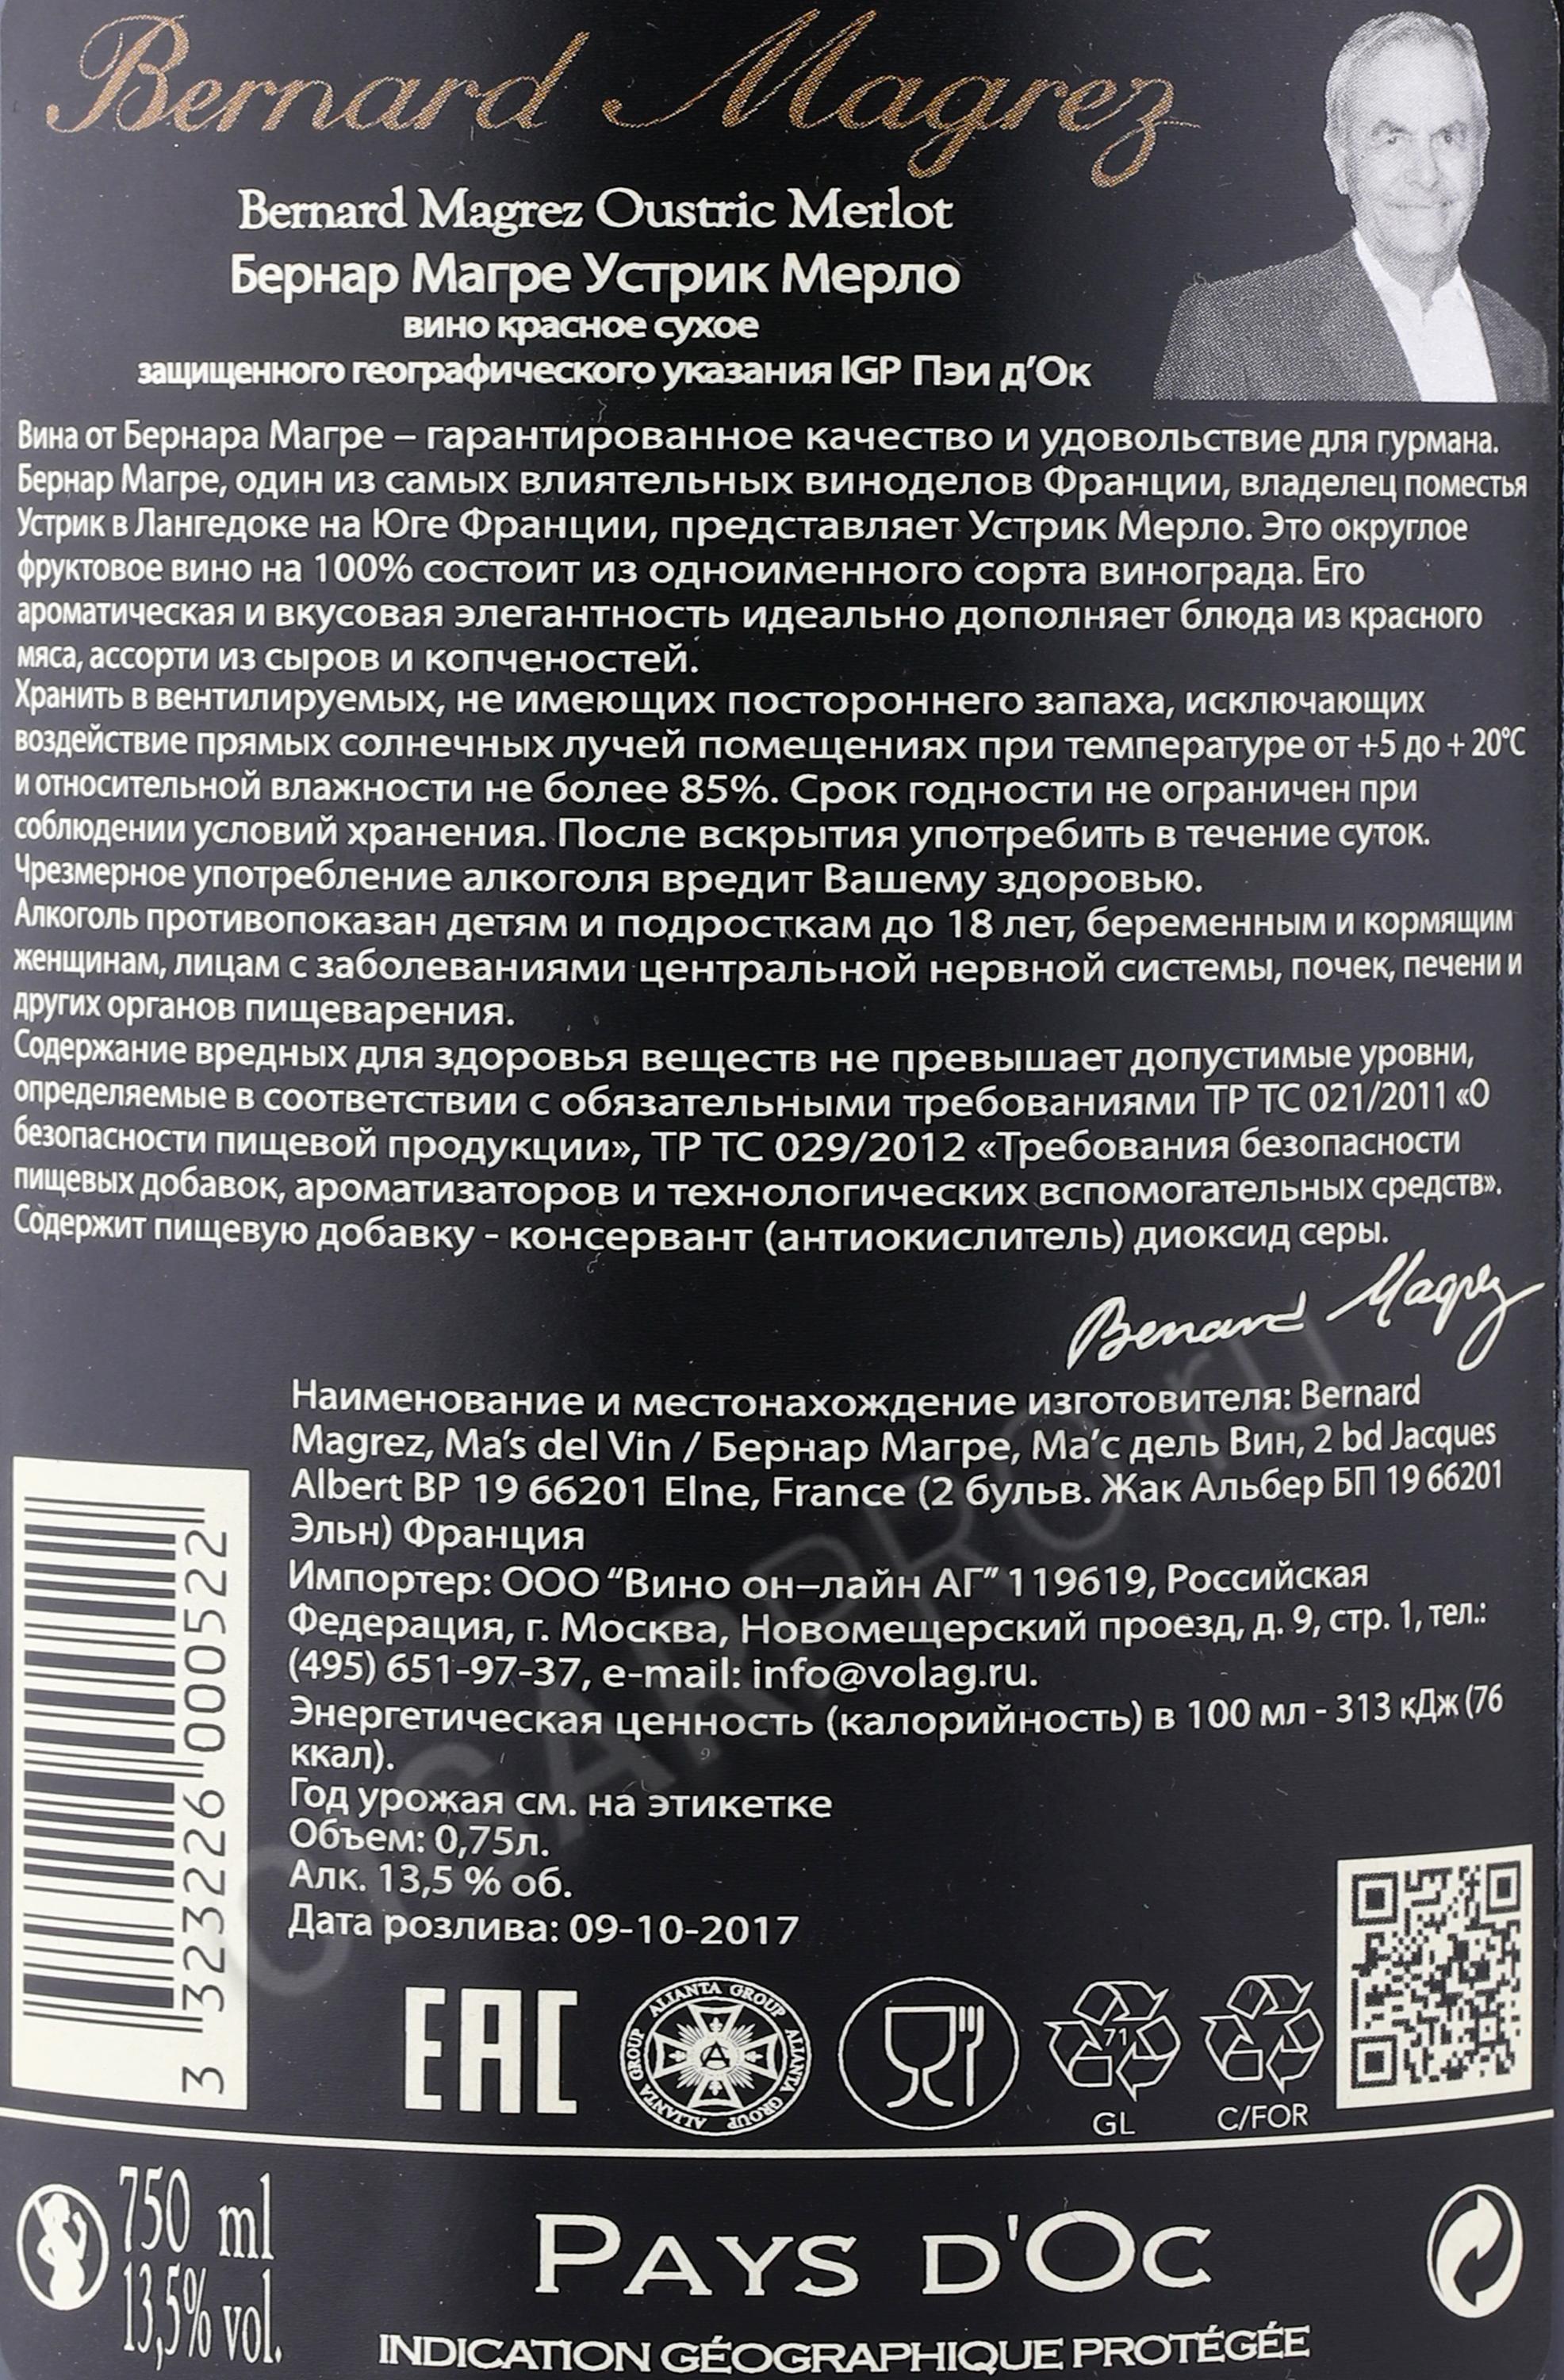 Bernard Magrez
Bernard Magrez Oustric Merlot
Бернар Магре Устрик Мерло
вино красное сухое
защищенного географического указания IGP Пэи д'Ок
Вина от Бернара Магре – гарантированное качество и удовольствие для гурмана.
Бернар Магре, один из самых влиятельных виноделов Франции, владелец поместья
Устрик в Лангедоке на Юге Франции, представляет Устрик Мерло. Это округлое
фруктовое вино на 100% состоит из одноименного сорта винограда. Его
ароматическая и вкусовая элегантность идеально дополняет блюда из красного
мяса, ассорти из сыров и копченостей.
Хранить в вентилируемых, не имеющих постороннего запаха, исключающих
воздействие прямых солнечных лучей помещениях при температуре от +5 до + 20°C
и относительной влажности не более 85%. Срок годности не ограничен при
соблюдении условий хранения. После вскрытия употребить в течение суток.
Чрезмерное употребление алкоголя вредит Вашему здоровью.
Алкоголь противопоказан детям и подросткам до 18 лет, беременным и кормящим
женщинам, лицам с заболеваниями центральной нервной системы, почек, печени и
других органов пищеварения.
Содержание вредных для здоровья веществ не превышает допустимые уровни,
определяемые в соответствии с обязательными требованиями ТР ТС 021/2011 «О
безопасности пищевой продукции», ТР ТС 029/2012 «Требования безопасности
пищевых добавок, ароматизаторов и технологических вспомогательных средств».
Содержит пищевую добавку - консервант (антиокислитель) диоксид серы.
Bernard Magrez
Наименование и местонахождение изготовителя: Bernard
Magrez, Ma's del Vin / Бернар Магре, Ма'с дель Вин, 2 bd Jacques
Albert BP 19 66201 Elne, France (2 бульв. Жак Альбер БП 19 66201
Эльн) Франция
Импортер: ООО "Вино он–лайн АГ" 119619, Российская
Федерация, г. Москва, Новомещерский проезд, д. 9, стр. 1, тел.:
(495) 651-97-37, e-mail: info@volag.ru.
Энергетическая ценность (калорийность) в 100 мл - 313 кДж (76
ккал).
Год урожая см. на этикетке
Объем: 0,75л.
Алк. 13,5 % об.
Дата розлива: 09-10-2017
3 323226 000522
CIGARPRO.ru
EAC
ALIANTA GROUP ALIANTA GROUP ALIANTA GROUP ALIANTA GROUP
A
71
GL
C/FOR
750 ml
13,5% vol.
PAYS D'OC
INDICATION GÉOGRAPHIQUE PROTÉGÉE